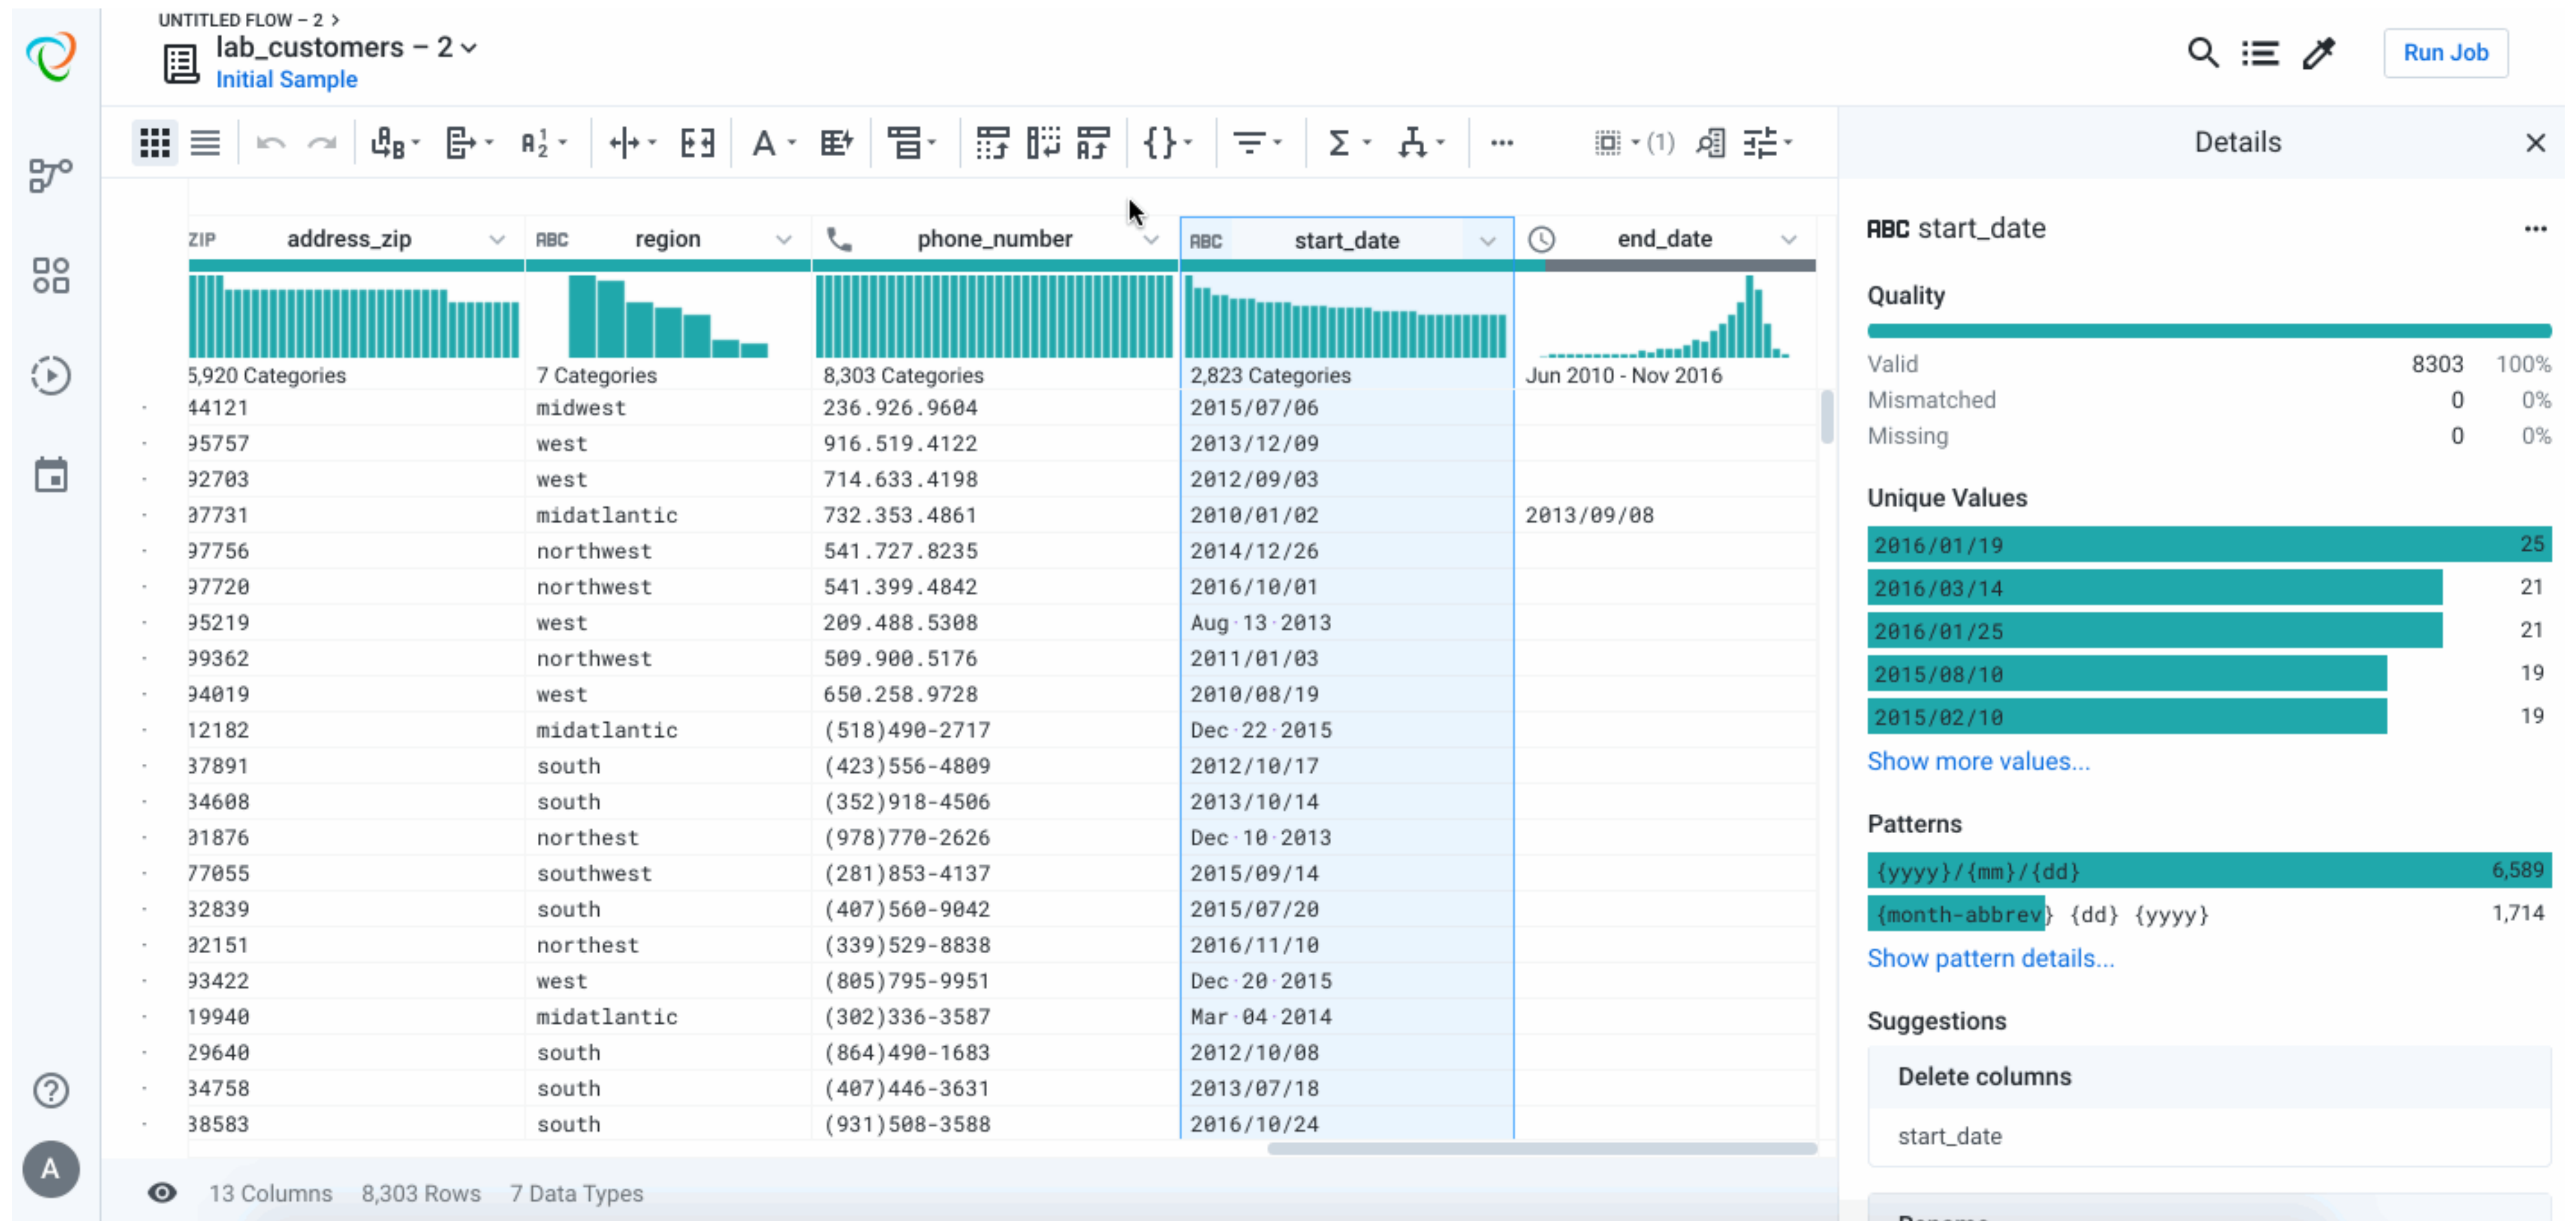 UNTITLED FLOW – 2 >
lab_customers – 2
Initial Sample
Run Job
(1)
Details
ZIP address_zip ABC region phone_number ABC start_date end_date
5,920 Categories 7 Categories 8,303 Categories 2,823 Categories Jun 2010 - Nov 2016
44121 midwest 236.926.9604 2015/07/06
95757 west 916.519.4122 2013/12/09
92703 west 714.633.4198 2012/09/03
07731 midatlantic 732.353.4861 2010/01/02 2013/09/08
97756 northwest 541.727.8235 2014/12/26
97720 northwest 541.399.4842 2016/10/01
95219 west 209.488.5308 Aug·13·2013
99362 northwest 509.900.5176 2011/01/03
94019 west 650.258.9728 2010/08/19
12182 midatlantic (518)490-2717 Dec·22·2015
37891 south (423)556-4809 2012/10/17
34608 south (352)918-4506 2013/10/14
01876 northest (978)770-2626 Dec·10·2013
77055 southwest (281)853-4137 2015/09/14
32839 south (407)560-9042 2015/07/20
02151 northest (339)529-8838 2016/11/10
93422 west (805)795-9951 Dec·20·2015
19940 midatlantic (302)336-3587 Mar·04·2014
29640 south (864)490-1683 2012/10/08
34758 south (407)446-3631 2013/07/18
38583 south (931)508-3588 2016/10/24
A
13 Columns 8,303 Rows 7 Data Types
ABC start_date
Quality
Valid 8303 100%
Mismatched 0 0%
Missing 0 0%
Unique Values
2016/01/19 25
2016/03/14 21
2016/01/25 21
2015/08/10 19
2015/02/10 19
Show more values...
Patterns
{yyyy}/{mm}/{dd} 6,589
{month-abbrev} {dd} {yyyy} 1,714
Show pattern details...
Suggestions
Delete columns
start_date